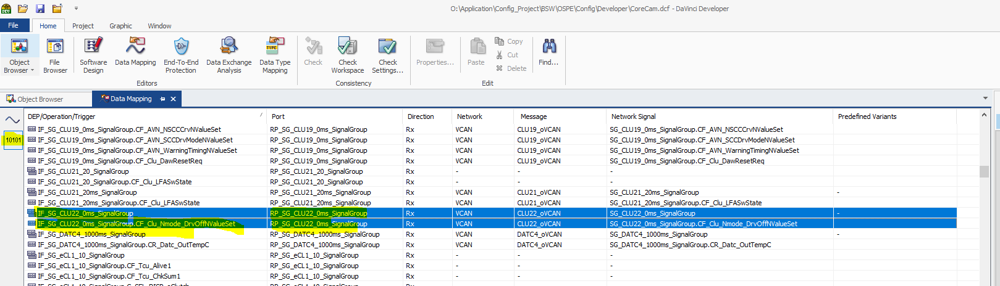 O:\Application\Config_Project\BSW\OSPE\Config\Developer\CoreCam.dcf - DaVinci Developer
File Home Project Graphic Window
Object Browser File Browser Software Design Data Mapping End-To-End Protection Data Exchange Analysis Data Type Mapping Check Check Workspace Check Settings... Properties... Paste Copy Cut Delete Find...
Editors Consistency Edit
Object Browser Data Mapping
DEP/Operation/Trigger Port Direction Network Message Network Signal Predefined Variants
IF_SG_CLU19_0ms_SignalGroup.CF_AVN_NSCCCrvNValueSet RP_SG_CLU19_0ms_SignalGroup Rx VCAN CLU19_oVCAN SG_CLU19_0ms_SignalGroup.CF_AVN_NSCCCrvNValueSet
10101 IF_SG_CLU19_0ms_SignalGroup.CF_AVN_SCCDrvModeNValueSet RP_SG_CLU19_0ms_SignalGroup Rx VCAN CLU19_oVCAN SG_CLU19_0ms_SignalGroup.CF_AVN_SCCDrvModeNValueSet
IF_SG_CLU19_0ms_SignalGroup.CF_AVN_WarningTimingNValueSet RP_SG_CLU19_0ms_SignalGroup Rx VCAN CLU19_oVCAN SG_CLU19_0ms_SignalGroup.CF_AVN_WarningTimingNValueSet
IF_SG_CLU19_0ms_SignalGroup.CF_Clu_DawResetReq RP_SG_CLU19_0ms_SignalGroup Rx VCAN CLU19_oVCAN SG_CLU19_0ms_SignalGroup.CF_Clu_DawResetReq
IF_SG_CLU21_20_SignalGroup RP_SG_CLU21_20_SignalGroup Rx - - -
IF_SG_CLU21_20_SignalGroup.CF_Clu_LFASwState RP_SG_CLU21_20_SignalGroup Rx - - -
IF_SG_CLU21_20ms_SignalGroup RP_SG_CLU21_20ms_SignalGroup Rx VCAN CLU21_oVCAN SG_CLU21_20ms_SignalGroup -
IF_SG_CLU21_20ms_SignalGroup.CF_Clu_LFASwState RP_SG_CLU21_20ms_SignalGroup Rx VCAN CLU21_oVCAN SG_CLU21_20ms_SignalGroup.CF_Clu_LFASwState
IF_SG_CLU22_0ms_SignalGroup RP_SG_CLU22_0ms_SignalGroup Rx VCAN CLU22_oVCAN SG_CLU22_0ms_SignalGroup -
IF_SG_CLU22_0ms_SignalGroup.CF_Clu_Nmode_DrvOffNValueSet RP_SG_CLU22_0ms_SignalGroup Rx VCAN CLU22_oVCAN SG_CLU22_0ms_SignalGroup.CF_Clu_Nmode_DrvOffNValueSet
IF_SG_DATC4_1000ms_SignalGroup RP_SG_DATC4_1000ms_SignalGroup Rx VCAN DATC4_oVCAN SG_DATC4_1000ms_SignalGroup -
IF_SG_DATC4_1000ms_SignalGroup.CR_Datc_OutTempC RP_SG_DATC4_1000ms_SignalGroup Rx VCAN DATC4_oVCAN SG_DATC4_1000ms_SignalGroup.CR_Datc_OutTempC
IF_SG_eCL1_10_SignalGroup RP_SG_eCL1_10_SignalGroup Rx - - -
IF_SG_eCL1_10_SignalGroup.CF_Tcu_Alive1 RP_SG_eCL1_10_SignalGroup Rx - - -
IF_SG_eCL1_10_SignalGroup.CF_Tcu_ChkSum1 RP_SG_eCL1_10_SignalGroup Rx - - -